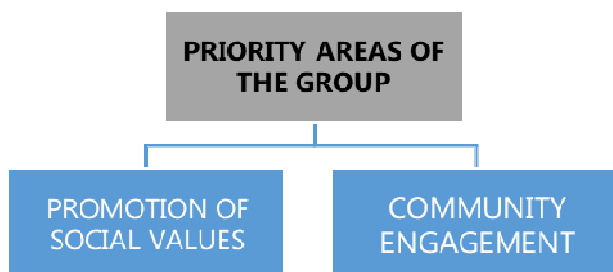 PRIORITY AREAS OF
THE GROUP
PROMOTION OF
SOCIAL VALUES
COMMUNITY
ENGAGEMENT